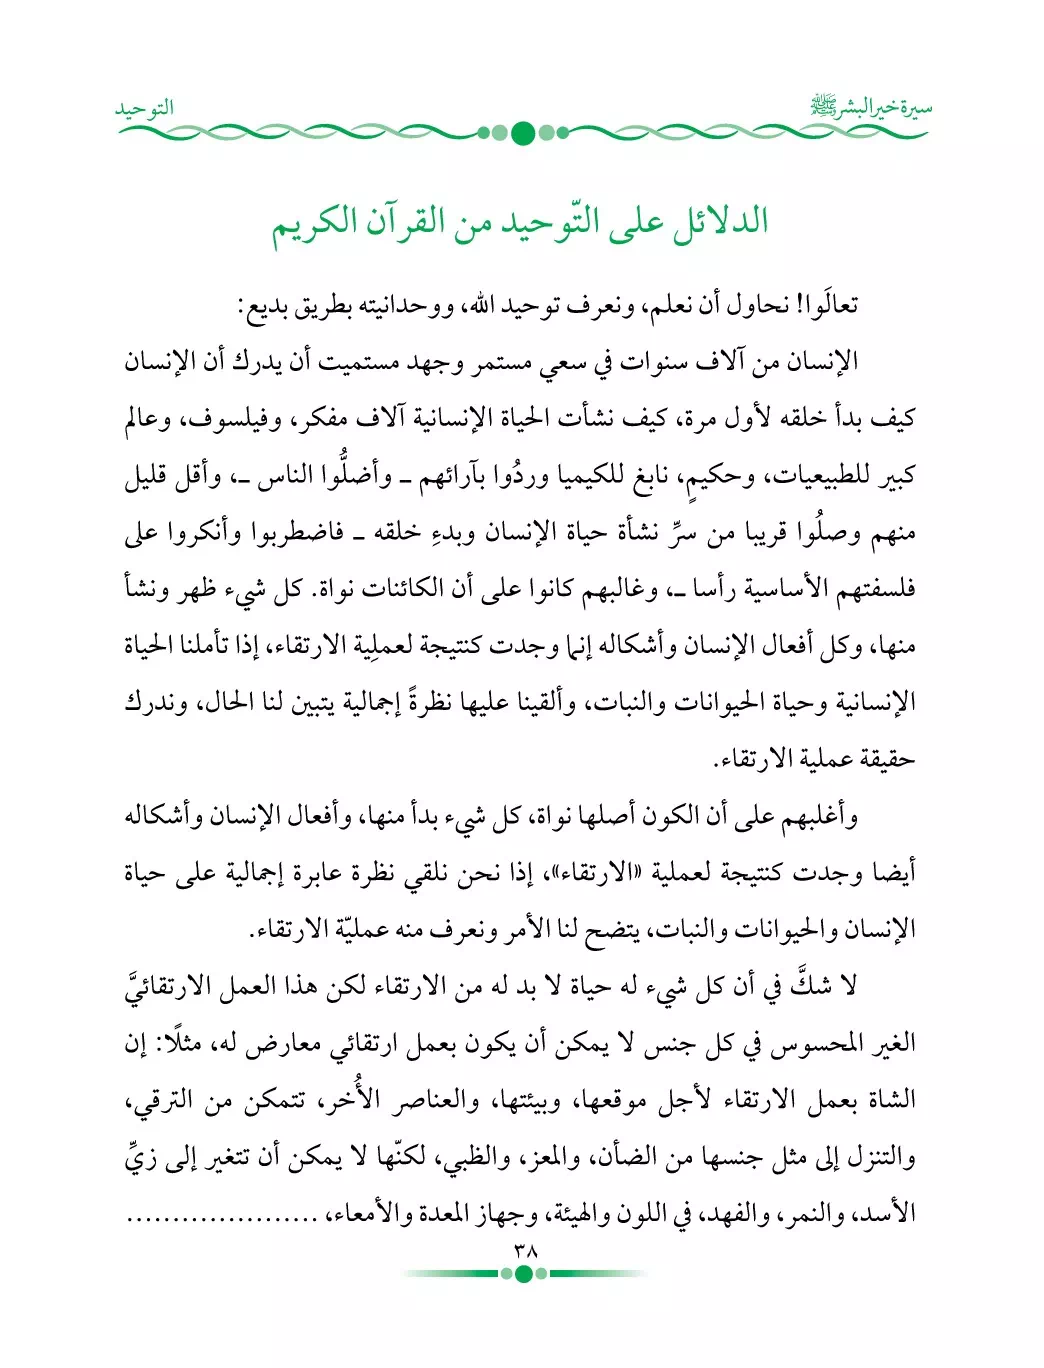 سيرة خير البشر ﷺ
التوحيد
الدلائل على التّوحيد من القرآن الكريم
تعالَوا! نحاول أن نعلم، ونعرف توحيد الله، ووحدانيته بطريق بديع:
الإنسان من آلاف سنوات في سعي مستمر وجهد مستميت أن يدرك أن الإنسان
كيف بدأ خلقه لأول مرة، كيف نشأت الحياة الإنسانية آلاف مفكر، وفيلسوف، وعالم
كبير للطبيعيات، وحكيمٍ، نابغ للكيميا وردُوا بآرائهم ـ وأضلُّوا الناس ـ، وأقل قليل
منهم وصلُوا قريبا من سرِّ نشأة حياة الإنسان وبدءِ خلقه ـ فاضطربوا وأنكروا على
فلسفتهم الأساسية رأسا ـ، وغالبهم كانوا على أن الكائنات نواة. كل شيء ظهر ونشأ
منها، وكل أفعال الإنسان وأشكاله إنما وجدت كنتيجة لعملِية الارتقاء، إذا تأملنا الحياة
الإنسانية وحياة الحيوانات والنبات، وألقينا عليها نظرةً إجمالية يتبين لنا الحال، وندرك
حقيقة عملية الارتقاء.
وأغلبهم على أن الكون أصلها نواة، كل شيء بدأ منها، وأفعال الإنسان وأشكاله
أيضا وجدت كنتيجة لعملية «الارتقاء»، إذا نحن نلقي نظرة عابرة إجمالية على حياة
الإنسان والحيوانات والنبات، يتضح لنا الأمر ونعرف منه عمليّة الارتقاء.
لا شكَّ في أن كل شيء له حياة لا بد له من الارتقاء لكن هذا العمل الارتقائيَّ
الغير المحسوس في كل جنس لا يمكن أن يكون بعمل ارتقائي معارض له، مثلًا: إن
الشاة بعمل الارتقاء لأجل موقعها، وبيئتها، والعناصر الأُخر، تتمكن من الترقي،
والتنزل إلى مثل جنسها من الضأن، والمعز، والظبي، لكنّها لا يمكن أن تتغير إلى زيِّ
الأسد، والنمر، والفهد، في اللون والهيئة، وجهاز المعدة والأمعاء، .....................
٣٨